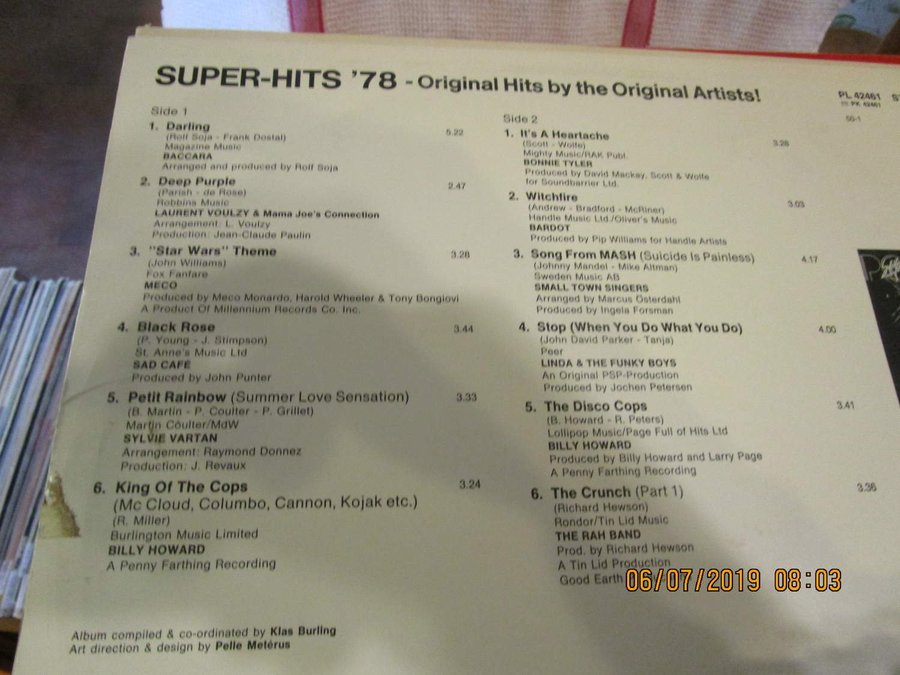 SUPER-HITS '78 - Original Hits by the Original Artists!
PL 42461
PK 42461
Side 1
1. Darling 5.22
(Rolf Soja - Frank Dostal)
Magazine Music
BACCARA
Arranged and produced by Rolf Soja
2. Deep Purple 2.47
(Parish - de Rose)
Robbins Music
LAURENT VOULZY & Mama Joe's Connection
Arrangement: L. Voulzy
Production: Jean-Claude Paulin
3. "Star Wars" Theme 3.28
(John Williams)
Fox Fanfare
MECO
Produced by Meco Monardo, Harold Wheeler & Tony Bongiovi
A Product Of Millennium Records Co. Inc.
4. Black Rose 3.44
(P. Young - J. Stimpson)
St. Anne's Music Ltd
SAD CAFÉ
Produced by John Punter
5. Petit Rainbow (Summer Love Sensation) 3.33
(B. Martin - P. Coulter - P. Grillet)
Martin Coulter/MdW
SYLVIE VARTAN
Arrangement: Raymond Donnez
Production: J. Revaux
6. King Of The Cops 3.24
(Mc Cloud, Columbo, Cannon, Kojak etc.)
(R. Miller)
Burlington Music Limited
BILLY HOWARD
A Penny Farthing Recording
Side 2
1. It's A Heartache 3.28
(Scott - Wolfe)
Mighty Music/RAK Publ.
BONNIE TYLER
Produced by David Mackay, Scott & Wolfe
for Soundbarrier Ltd.
2. Witchfire 3.03
(Andrew - Bradford - McRiner)
Handle Music Ltd./Oliver's Music
BARDOT
Produced by Pip Williams for Handle Artists
3. Song From MASH (Suicide Is Painless) 4.17
(Johnny Mandel - Mike Altman)
Sweden Music AB
SMALL TOWN SINGERS
Arranged by Marcus Österdahl
Produced by Ingela Forsman
4. Stop (When You Do What You Do) 4.00
(John David Parker - Tanja)
Peer
LINDA & THE FUNKY BOYS
An Original PSP-Production
Produced by Jochen Petersen
5. The Disco Cops 3.41
(B. Howard - R. Peters)
Lollipop Music/Page Full of Hits Ltd
BILLY HOWARD
Produced by Billy Howard and Larry Page
A Penny Farthing Recording
6. The Crunch (Part 1) 3.36
(Richard Hewson)
Rondor/Tin Lid Music
THE RAH BAND
Prod. by Richard Hewson
A Tin Lid Production
Good Earth
Album compiled & co-ordinated by Klas Burling
Art direction & design by Pelle Metérus
06/07/2019 08:03